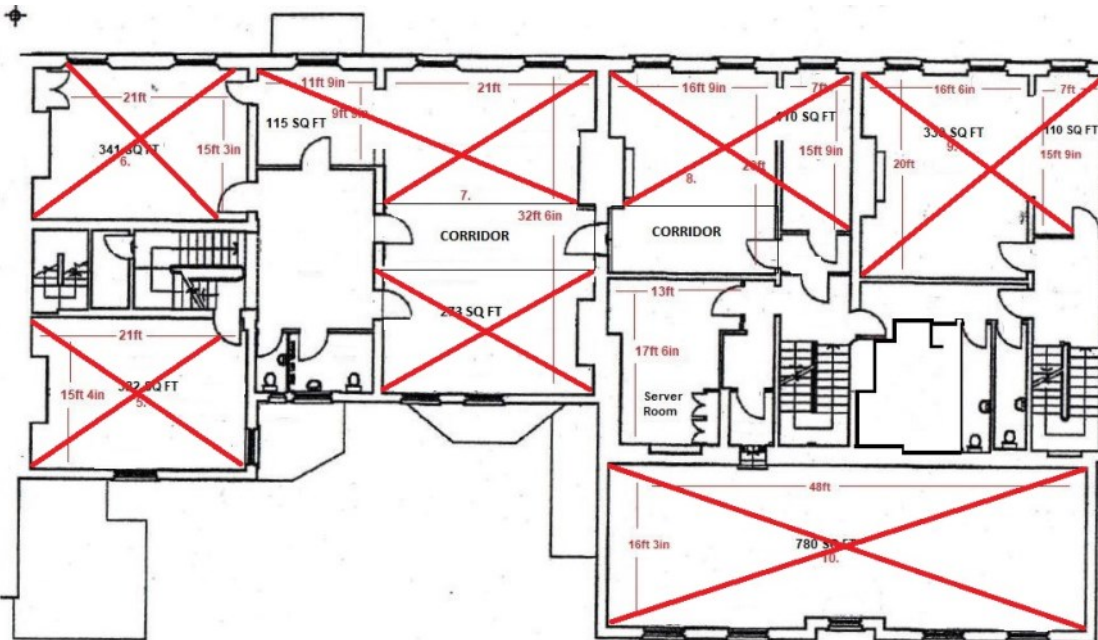 21ft
341 SQ FT
6.
15ft 3in
11ft 9in
9ft 9in
115 SQ FT
21ft
7.
32ft 6in
CORRIDOR
273 SQ FT
16ft 9in
7ft
110 SQ FT
15ft 9in
20ft
8.
CORRIDOR
16ft 6in
7ft
330 SQ FT
9.
110 SQ FT
15ft 9in
20ft
21ft
15ft 4in
322 SQ FT
5.
13ft
17ft 6in
Server
Room
48ft
16ft 3in
780 SQ FT
10.